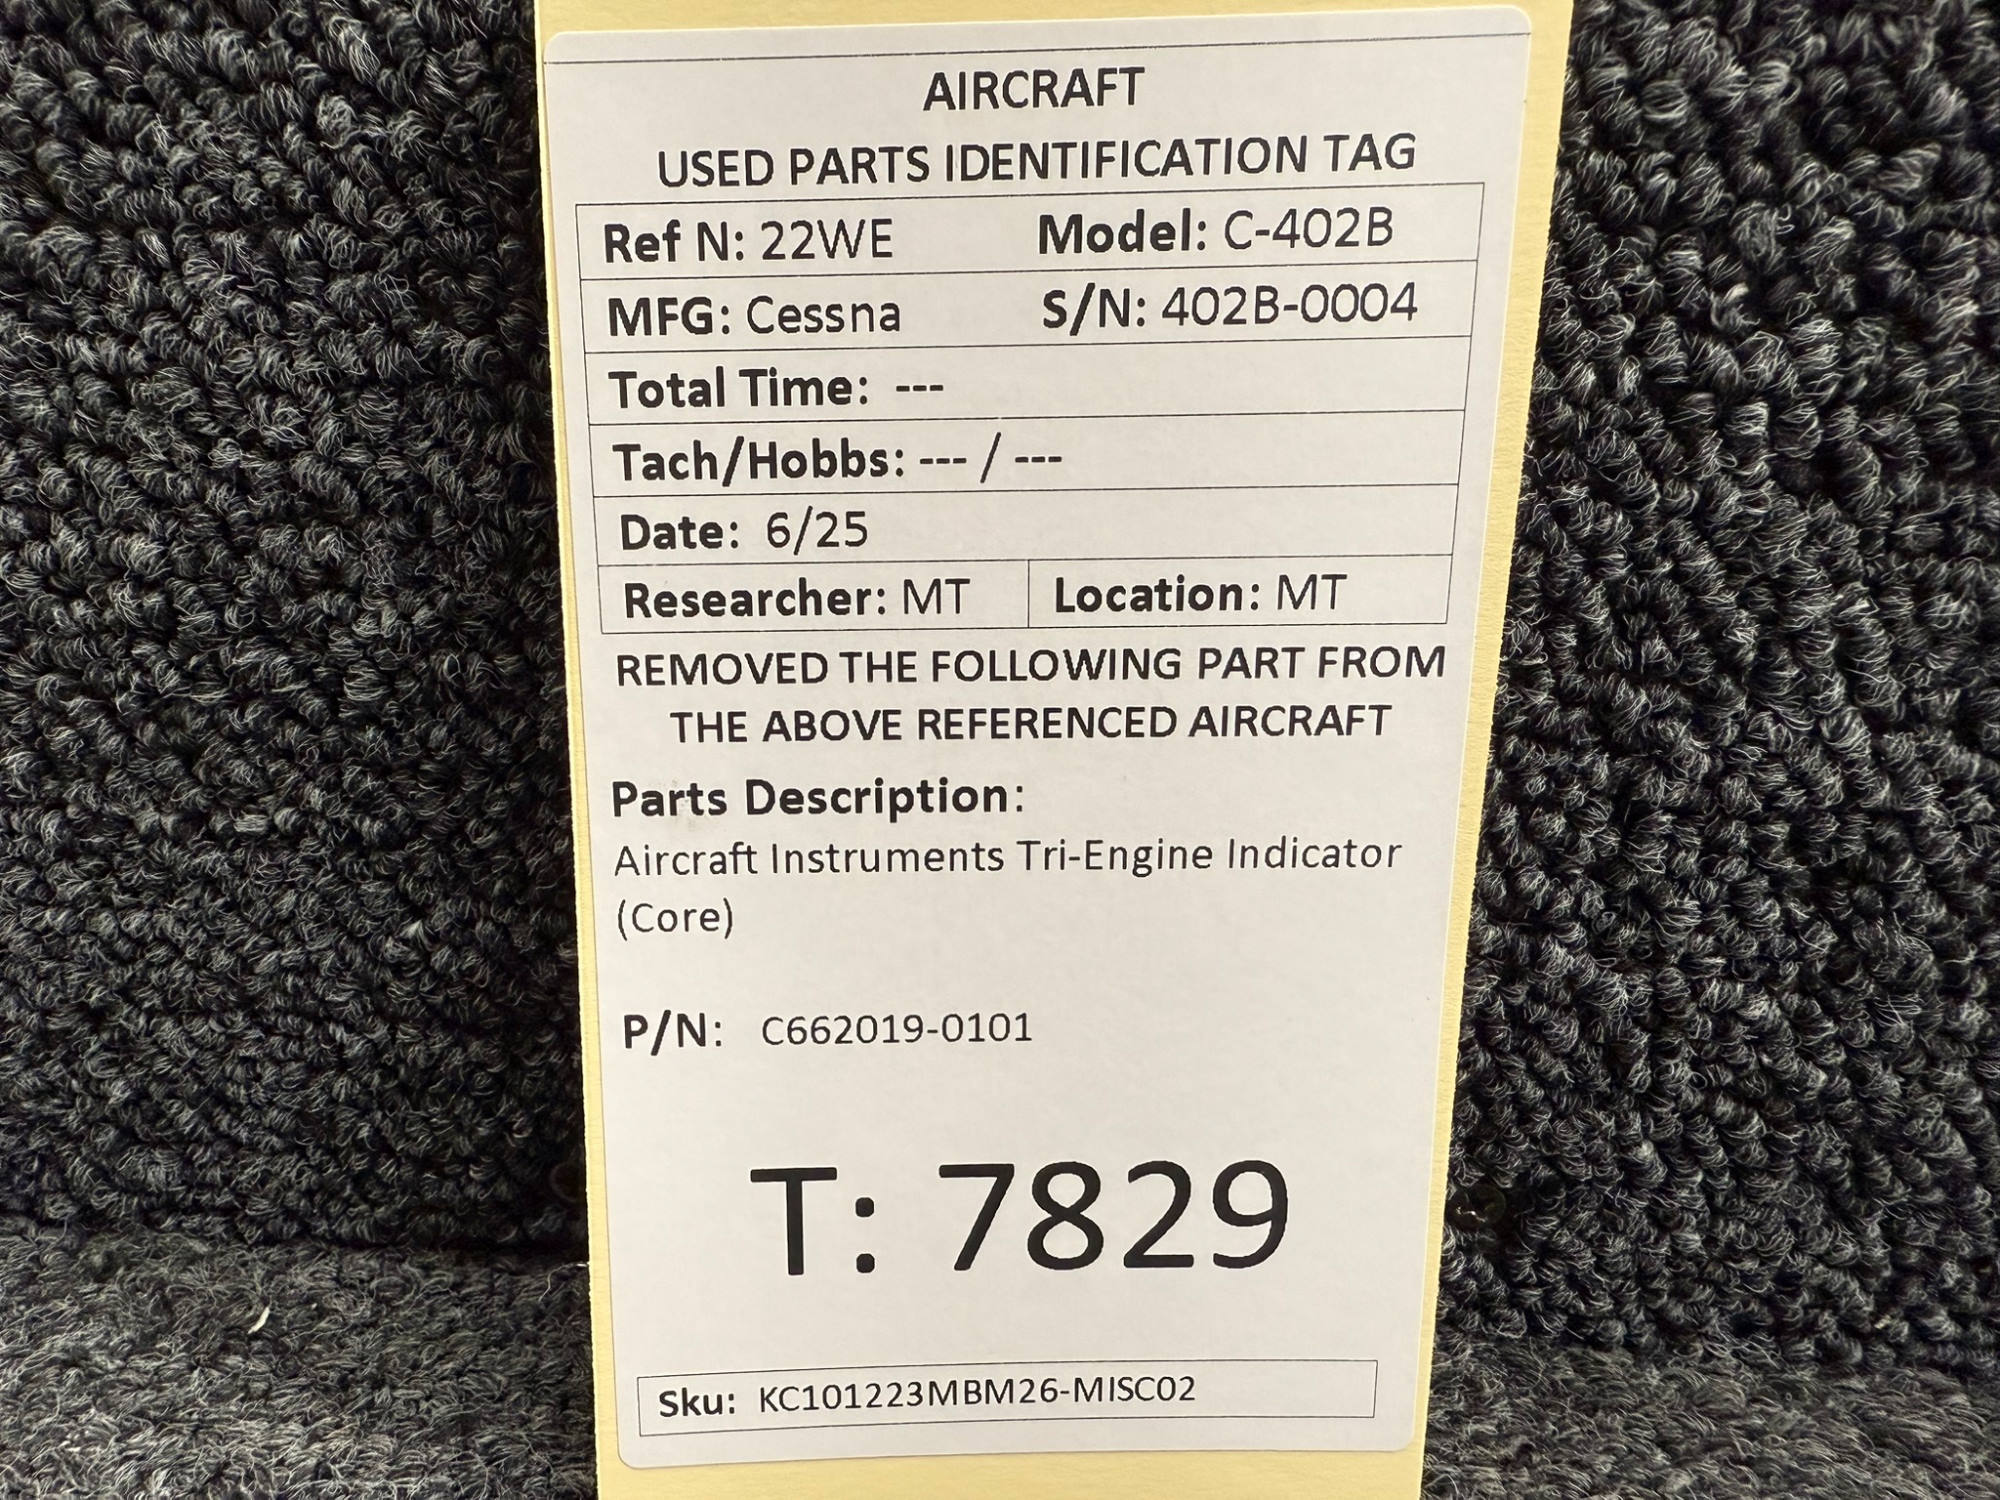 AIRCRAFT
USED PARTS IDENTIFICATION TAG
Ref N: 22WE Model: C-402B
MFG: Cessna S/N: 402B-0004
Total Time: ---
Tach/Hobbs: --- / ---
Date: 6/25
Researcher: MT Location: MT
REMOVED THE FOLLOWING PART FROM
THE ABOVE REFERENCED AIRCRAFT
Parts Description:
Aircraft Instruments Tri-Engine Indicator
(Core)
P/N: C662019-0101
T: 7829
Sku: KC101223MBM26-MISC02